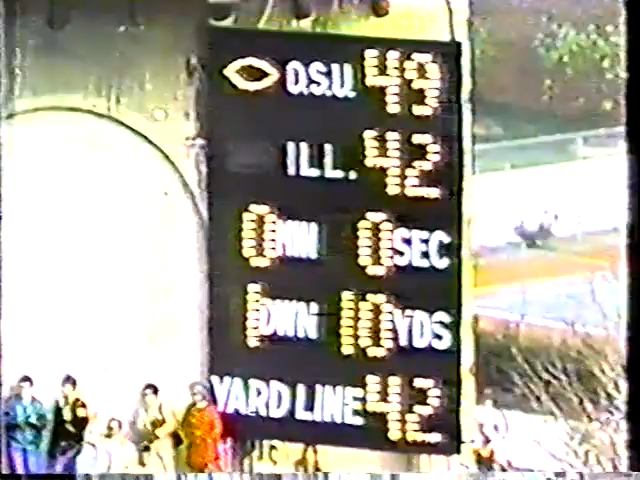 O.S.U. 49
ILL. 42
0 MIN 0 SEC
1 DWN 10 YDS
YARD LINE 42